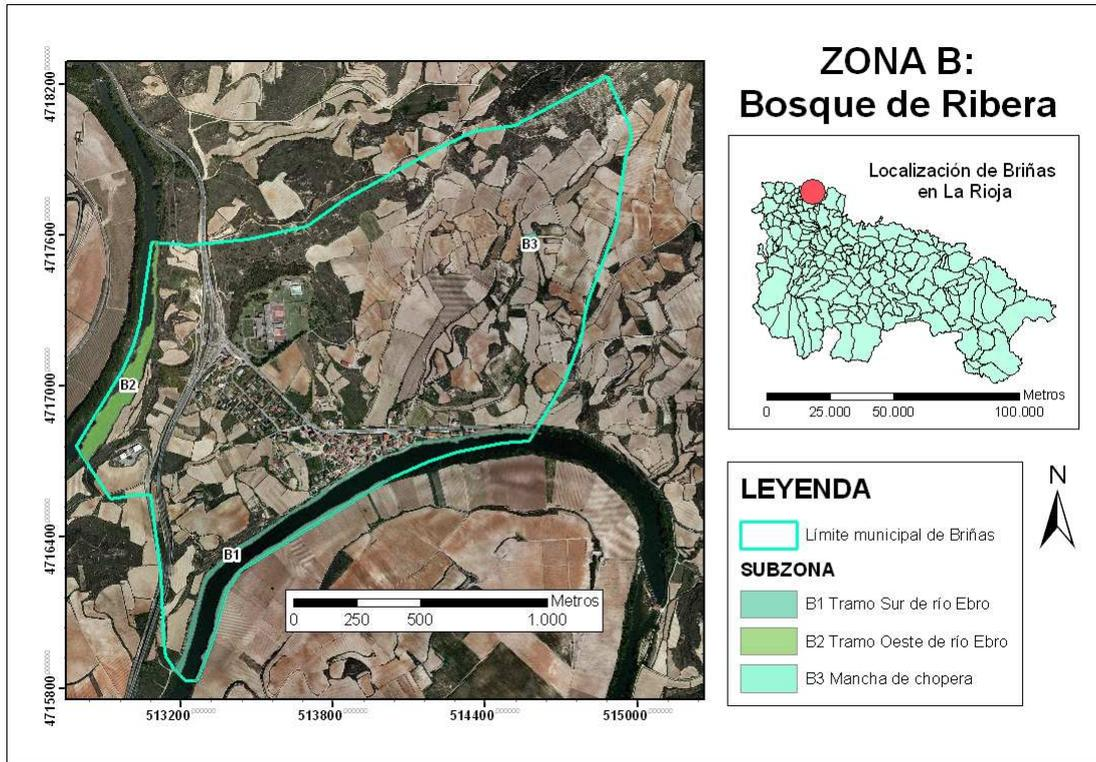 ZONA B:
Bosque de Ribera
Localización de Briñas
en La Rioja
Metros
0 25.000 50.000 100.000
LEYENDA
Límite municipal de Briñas
SUBZONA
B1 Tramo Sur de río Ebro
B2 Tramo Oeste de río Ebro
B3 Mancha de chopera
N
4718200
4717600
4717000
4716400
4715800
B3
B2
B1
Metros
0 250 500 1.000
513200 513800 514400 515000